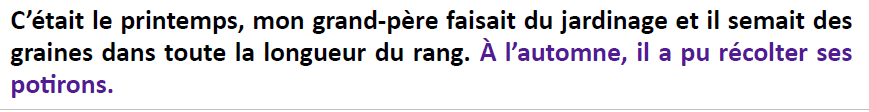 C’était le printemps, mon grand-père faisait du jardinage et il semait des
graines dans toute la longueur du rang. À l’automne, il a pu récolter ses
potirons.